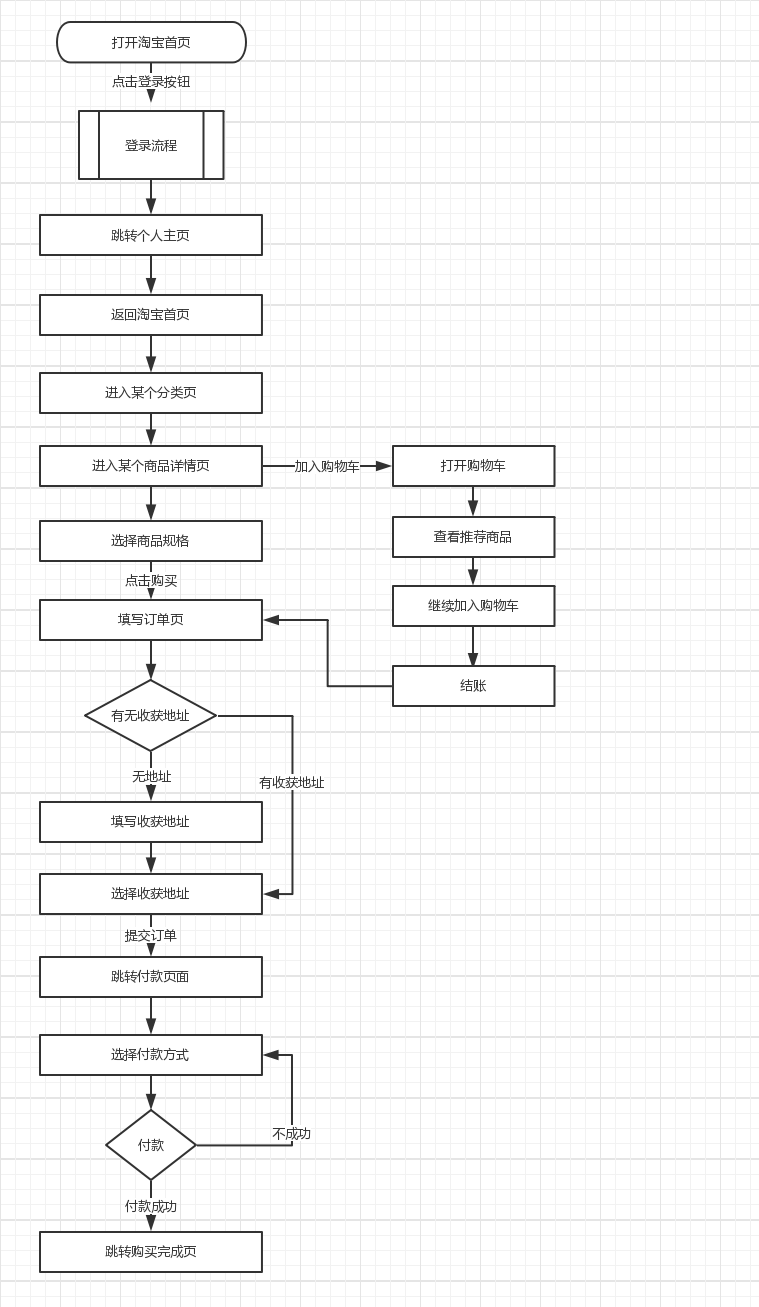 打开淘宝首页
点击登录按钮
登录流程
跳转个人主页
返回淘宝首页
进入某个分类页
进入某个商品详情页
加入购物车
打开购物车
选择商品规格
查看推荐商品
点击购买
填写订单页
继续加入购物车
结账
有无收获地址
无地址
有收获地址
填写收获地址
选择收获地址
提交订单
跳转付款页面
选择付款方式
付款
不成功
付款成功
跳转购买完成页